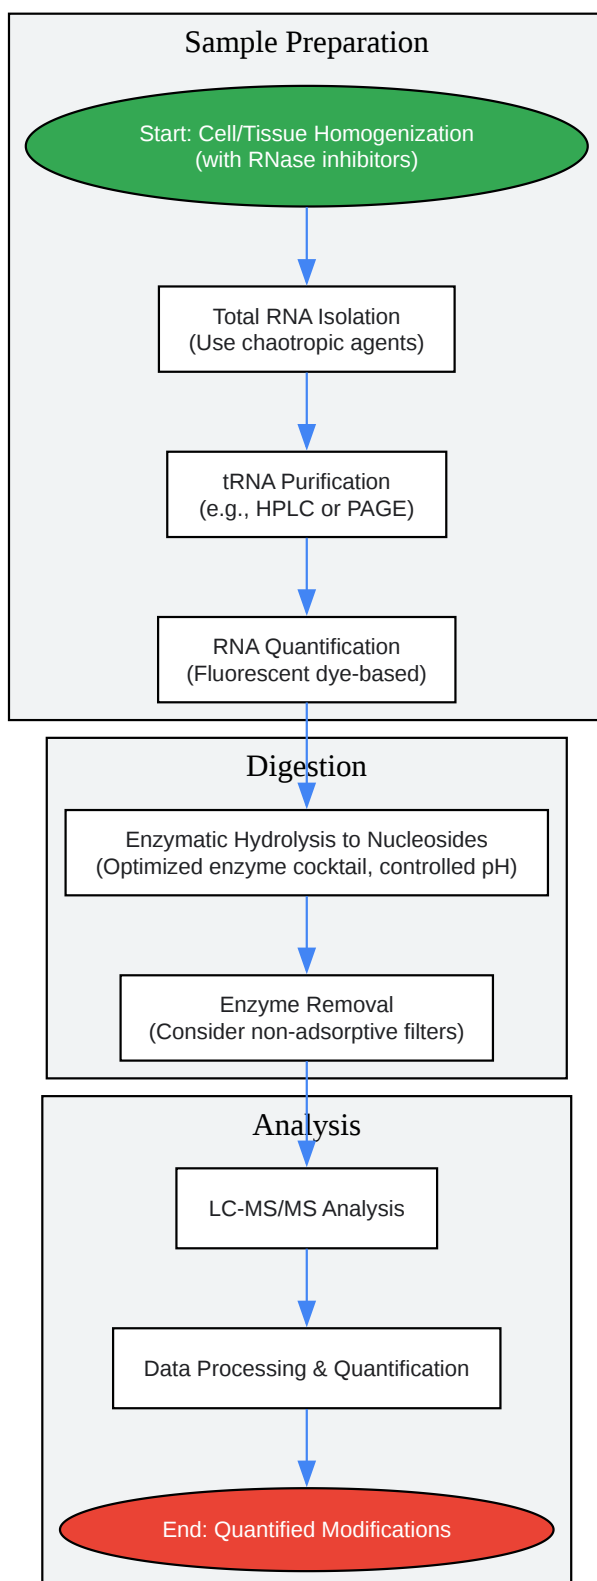 Sample Preparation
Start: Cell/Tissue Homogenization
(with RNase inhibitors)
Total RNA Isolation
(Use chaotropic agents)
tRNA Purification
(e.g., HPLC or PAGE)
RNA Quantification
(Fluorescent dye-based)
Digestion
Enzymatic Hydrolysis to Nucleosides
(Optimized enzyme cocktail, controlled pH)
Enzyme Removal
(Consider non-adsorptive filters)
Analysis
LC-MS/MS Analysis
Data Processing & Quantification
End: Quantified Modifications